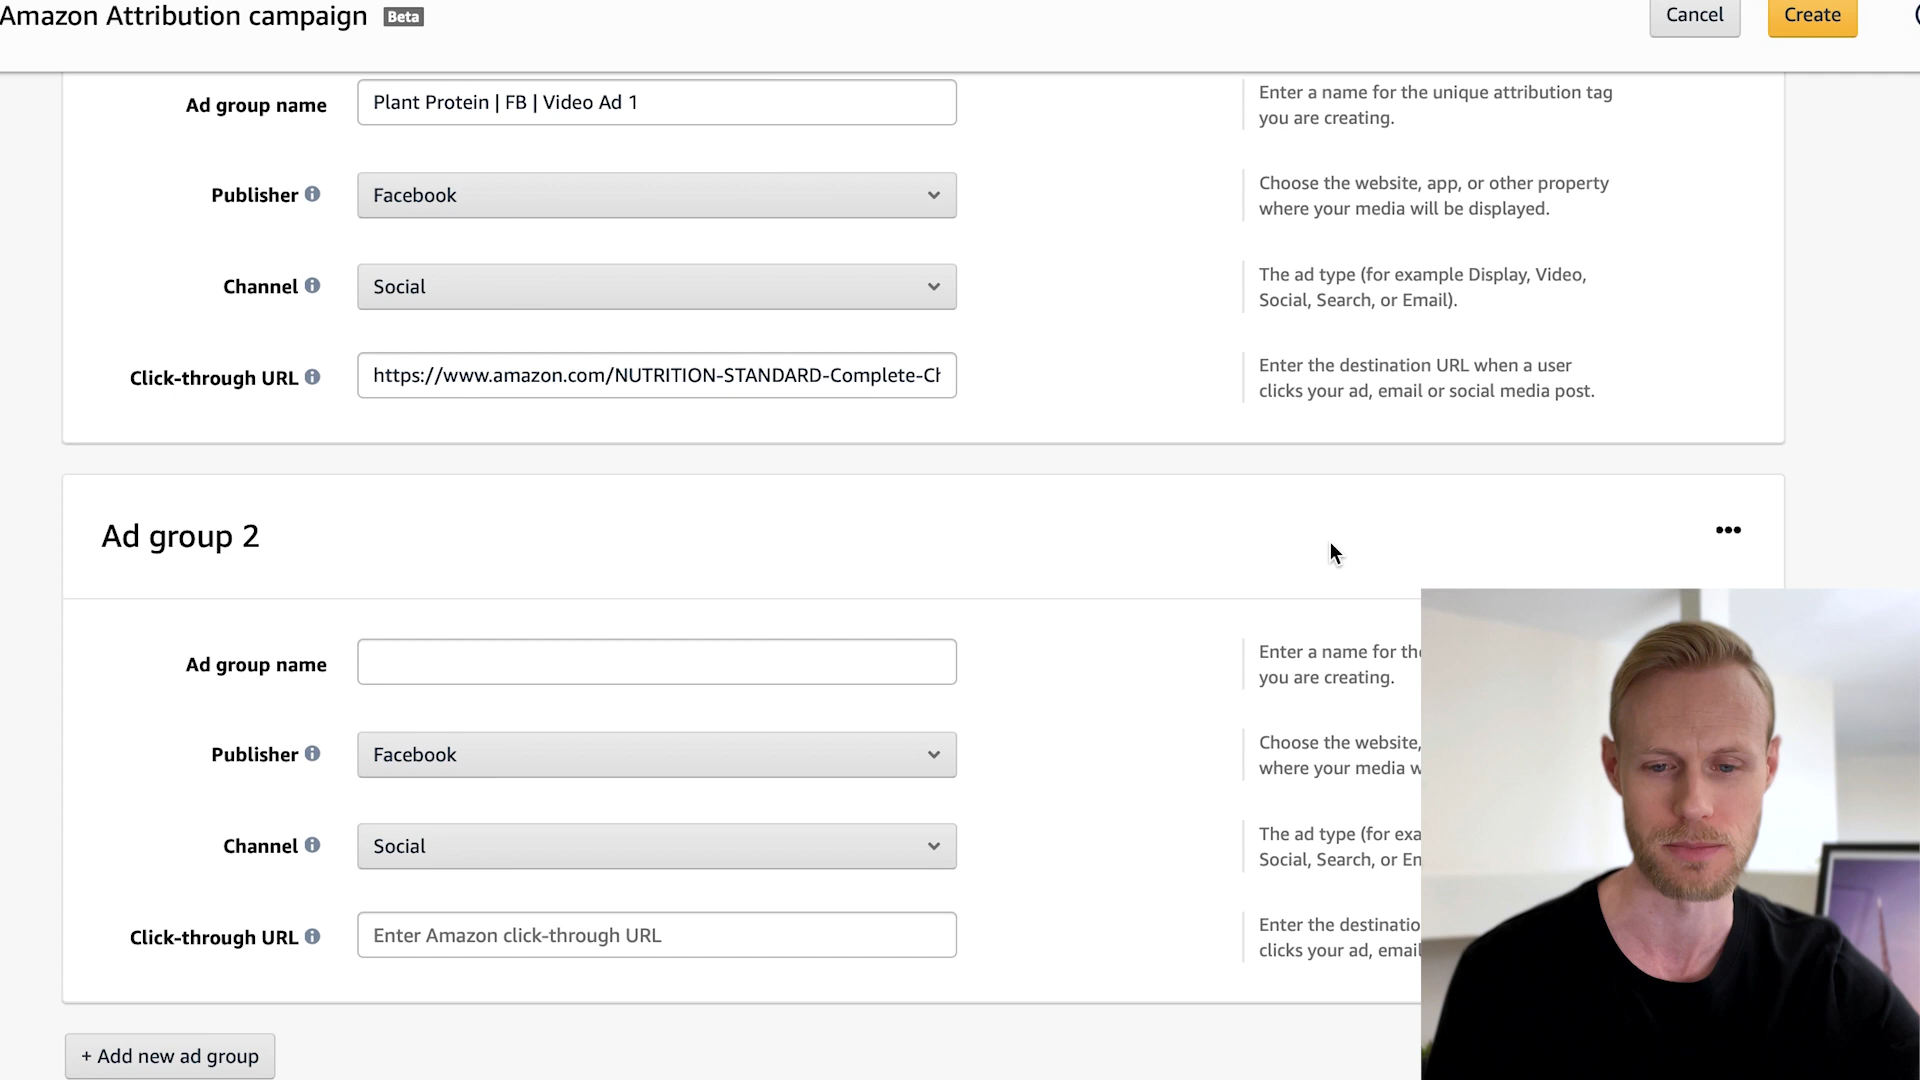 Amazon Attribution campaign Beta
Cancel
Create
Ad group name
Plant Protein | FB | Video Ad 1
Enter a name for the unique attribution tag
you are creating.
Publisher
Facebook
Choose the website, app, or other property
where your media will be displayed.
Channel
Social
The ad type (for example Display, Video,
Social, Search, or Email).
Click-through URL
https://www.amazon.com/NUTRITION-STANDARD-Complete-Ch
Enter the destination URL when a user
clicks your ad, email or social media post.
Ad group 2
Ad group name
Enter a name for the
you are creating.
Publisher
Facebook
Choose the website,
where your media w
Channel
Social
The ad type (for exa
Social, Search, or En
Click-through URL
Enter Amazon click-through URL
Enter the destinatio
clicks your ad, email
+ Add new ad group